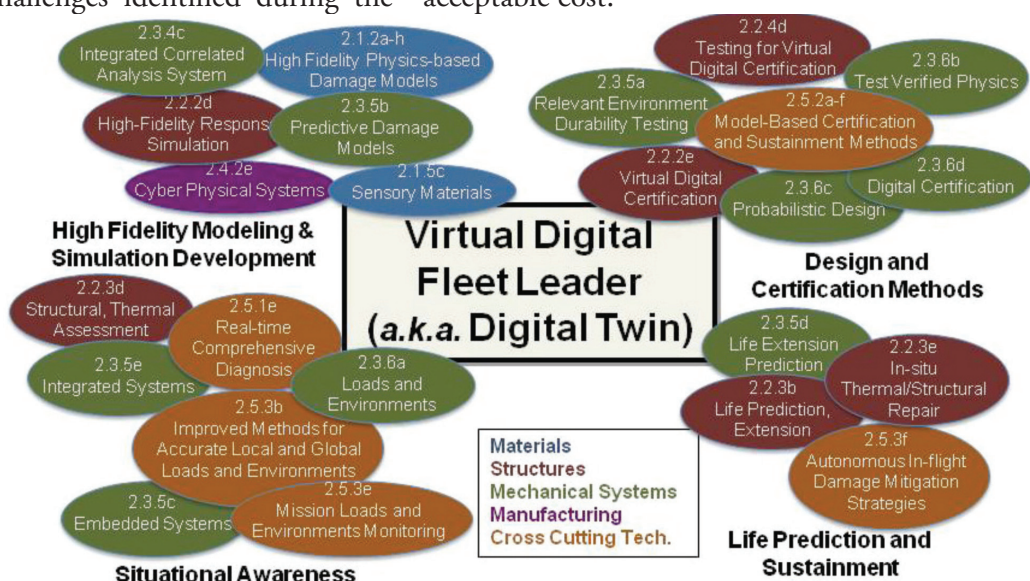 challenges identified during the acceptable cost.
2.3.4c
Integrated Correlated
Analysis System
2.1.2a-h
High Fidelity Physics-based
Damage Models
2.2.2d
High-Fidelity Respons
Simulation
2.3.5b
Predictive Damage
Models
2.4.2e
Cyber Physical Systems
2.1.5c
Sensory Materials
High Fidelity Modeling &
Simulation Development
2.2.4d
Testing for Virtual
Digital Certification
2.3.6b
Test Verified Physics
2.3.5a
Relevant Environment
Durability Testing
2.5.2a-f
Model-Based Certification
and Sustainment Methods
2.2.2e
Virtual Digital
Certification
2.3.6d
Digital Certification
2.3.6c
Probabilistic Design
Design and
Certification Methods
Virtual Digital
Fleet Leader
(a.k.a. Digital Twin)
2.2.3d
Structural, Thermal
Assessment
2.5.1e
Real-time
Comprehensive
Diagnosis
2.3.5e
Integrated Systems
2.3.6a
Loads and
Environments
2.5.3b
Improved Methods for
Accurate Local and Global
Loads and Environments
2.3.5c
Embedded Systems
2.5.3e
Mission Loads and
Environments Monitoring
Situational Awareness
Materials
Structures
Mechanical Systems
Manufacturing
Cross Cutting Tech.
2.3.5d
Life Extension
Prediction
2.2.3e
In-situ
Thermal/Structural
Repair
2.2.3b
Life Prediction,
Extension
2.5.3f
Autonomous In-flight
Damage Mitigation
Strategies
Life Prediction and
Sustainment